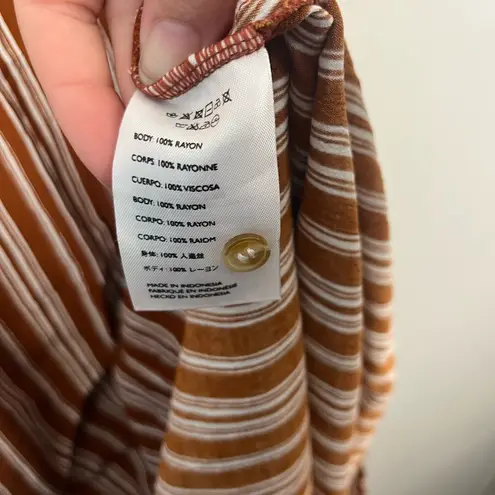 BODY: 100% RAYON
CORPS: 100% RAYONNE
CUERPO: 100% VISCOSA
BODY: 100% RAYON
CORPO: 100% RAYON
CORPO: 100% RAIOM
身体: 100% 人造丝
ボディ: 100% レーヨン
MADE IN INDONESIA
FABRIQUÉ EN INDONÉSIE
HECHO EN INDONESIA